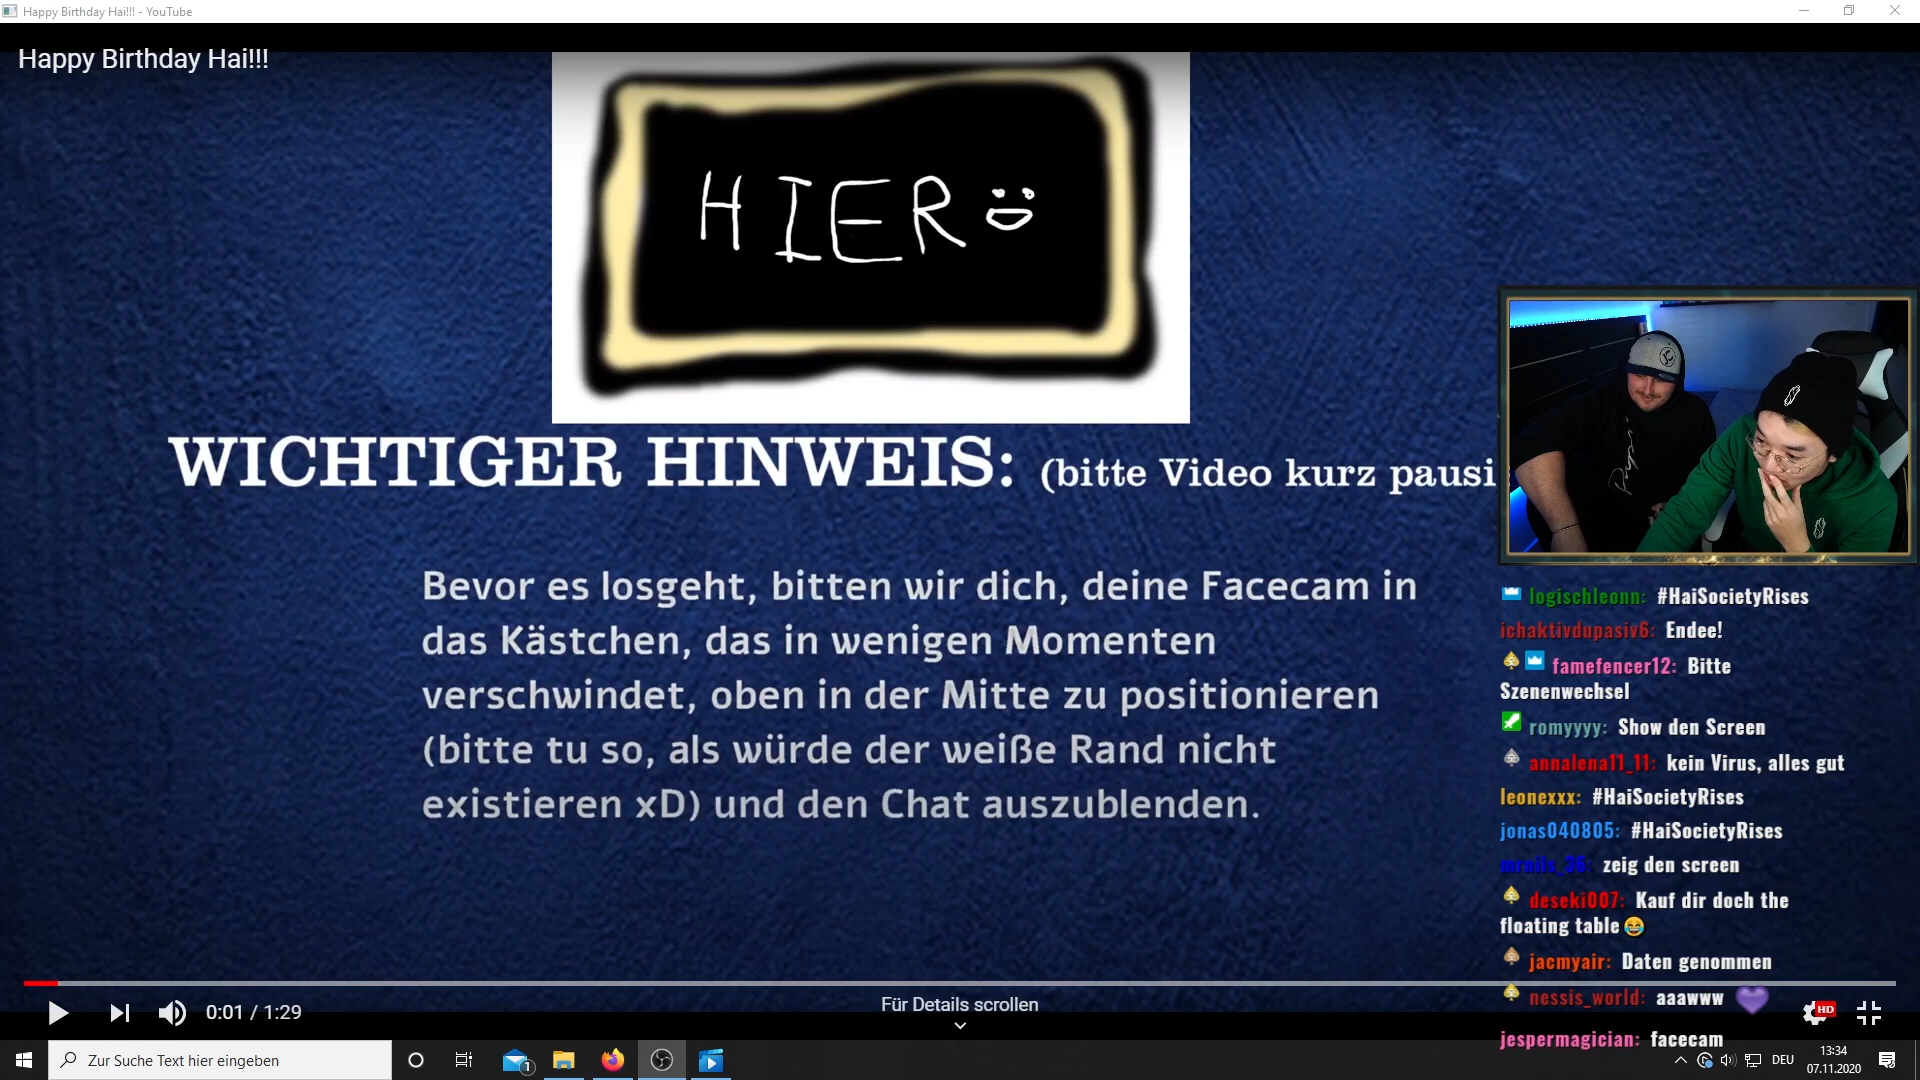 Happy Birthday Hai!!! - YouTube
Happy Birthday Hai!!!
HIER
WICHTIGER HINWEIS: (bitte Video kurz pausi
Bevor es losgeht, bitten wir dich, deine Facecam in
das Kästchen, das in wenigen Momenten
verschwindet, oben in der Mitte zu positionieren
(bitte tu so, als würde der weiße Rand nicht
existieren xD) und den Chat auszublenden.
logischleonn: #HaiSocietyRises
ichaktivdupasiv6: Endee!
famefencer12: Bitte
Szenenwechsel
romyyyy: Show den Screen
annalena11_11: kein Virus, alles gut
leonexxx: #HaiSocietyRises
jonas040805: #HaiSocietyRises
mrnils_36: zeig den screen
deseki007: Kauf dir doch the
floating table😂
jacmyair: Daten genommen
nessis_world: aaawww 💜
jespermagician: facecam
0:01 / 1:29
Für Details scrollen
HD
Zur Suche Text hier eingeben
1
DEU
13:34
07.11.2020